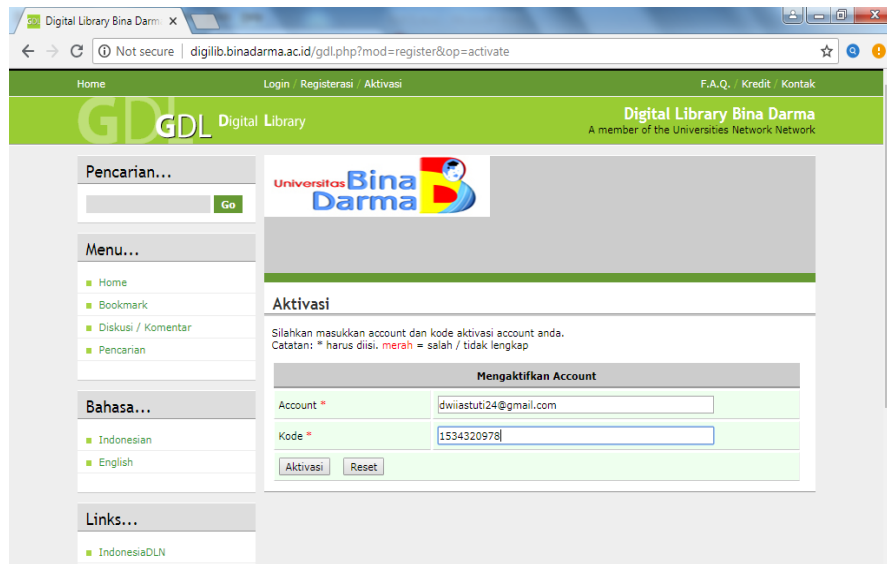 Digital Library Bina Darm
Not secure | digilib.binadarma.ac.id/gdl.php?mod=register&op=activate
Home
Login / Registerasi / Aktivasi
F.A.Q. / Kredit / Kontak
GDL GDL Digital Library
Digital Library Bina Darma
A member of the Universities Network Network
Pencarian...
Go
Menu...
Home
Bookmark
Diskusi / Komentar
Pencarian
Bahasa...
Indonesian
English
Links...
IndonesiaDLN
Universitas Bina
Darma
Aktivasi
Silahkan masukkan account dan kode aktivasi account anda.
Catatan: * harus diisi. merah = salah / tidak lengkap
Mengaktifkan Account
Account * dwiiastuti24@gmail.com
Kode * 1534320978
Aktivasi Reset